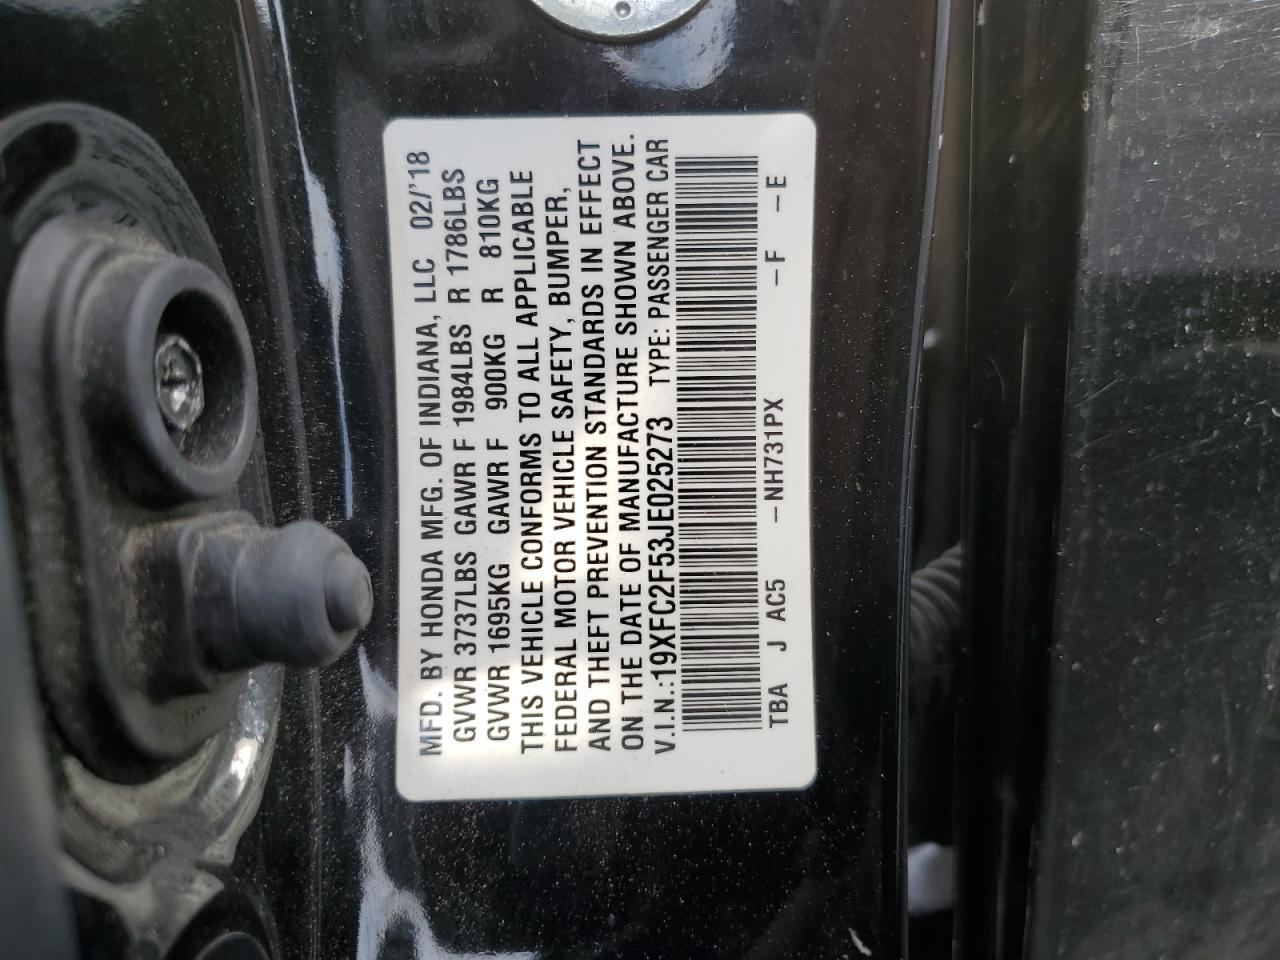 MFD. BY HONDA MFG. OF INDIANA, LLC 02/'18
GVWR 3737LBS GAWR F 1984LBS R 1786LBS
GVWR 1695KG GAWR F 900KG R 810KG
THIS VEHICLE CONFORMS TO ALL APPLICABLE
FEDERAL MOTOR VEHICLE SAFETY, BUMPER,
AND THEFT PREVENTION STANDARDS IN EFFECT
ON THE DATE OF MANUFACTURE SHOWN ABOVE.
V.I.N.:19XFC2F53JE025273 TYPE: PASSENGER CAR
TBA J AC5 -NH731PX -F -E